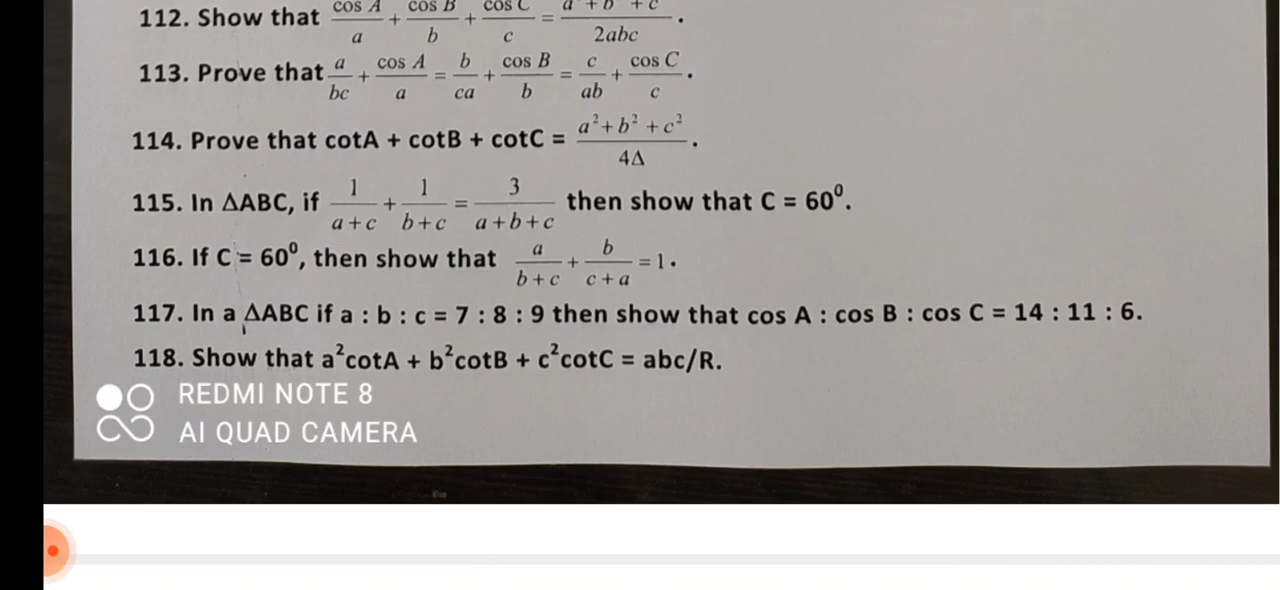 112. Show that cos A/a + cos B/b + cos C/c = a + b + c/2abc.
113. Prove that a/bc + cos A/a = b/ca + cos B/b = c/ab + cos C/c.
114. Prove that cotA + cotB + cotC = a²+b²+c²/4Δ.
115. In ΔABC, if 1/a+c + 1/b+c = 3/a+b+c then show that C = 60⁰.
116. If C = 60⁰, then show that a/b+c + b/c+a = 1.
117. In a ΔABC if a : b : c = 7 : 8 : 9 then show that cos A : cos B : cos C = 14 : 11 : 6.
118. Show that a²cotA + b²cotB + c²cotC = abc/R.
REDMI NOTE 8
AI QUAD CAMERA